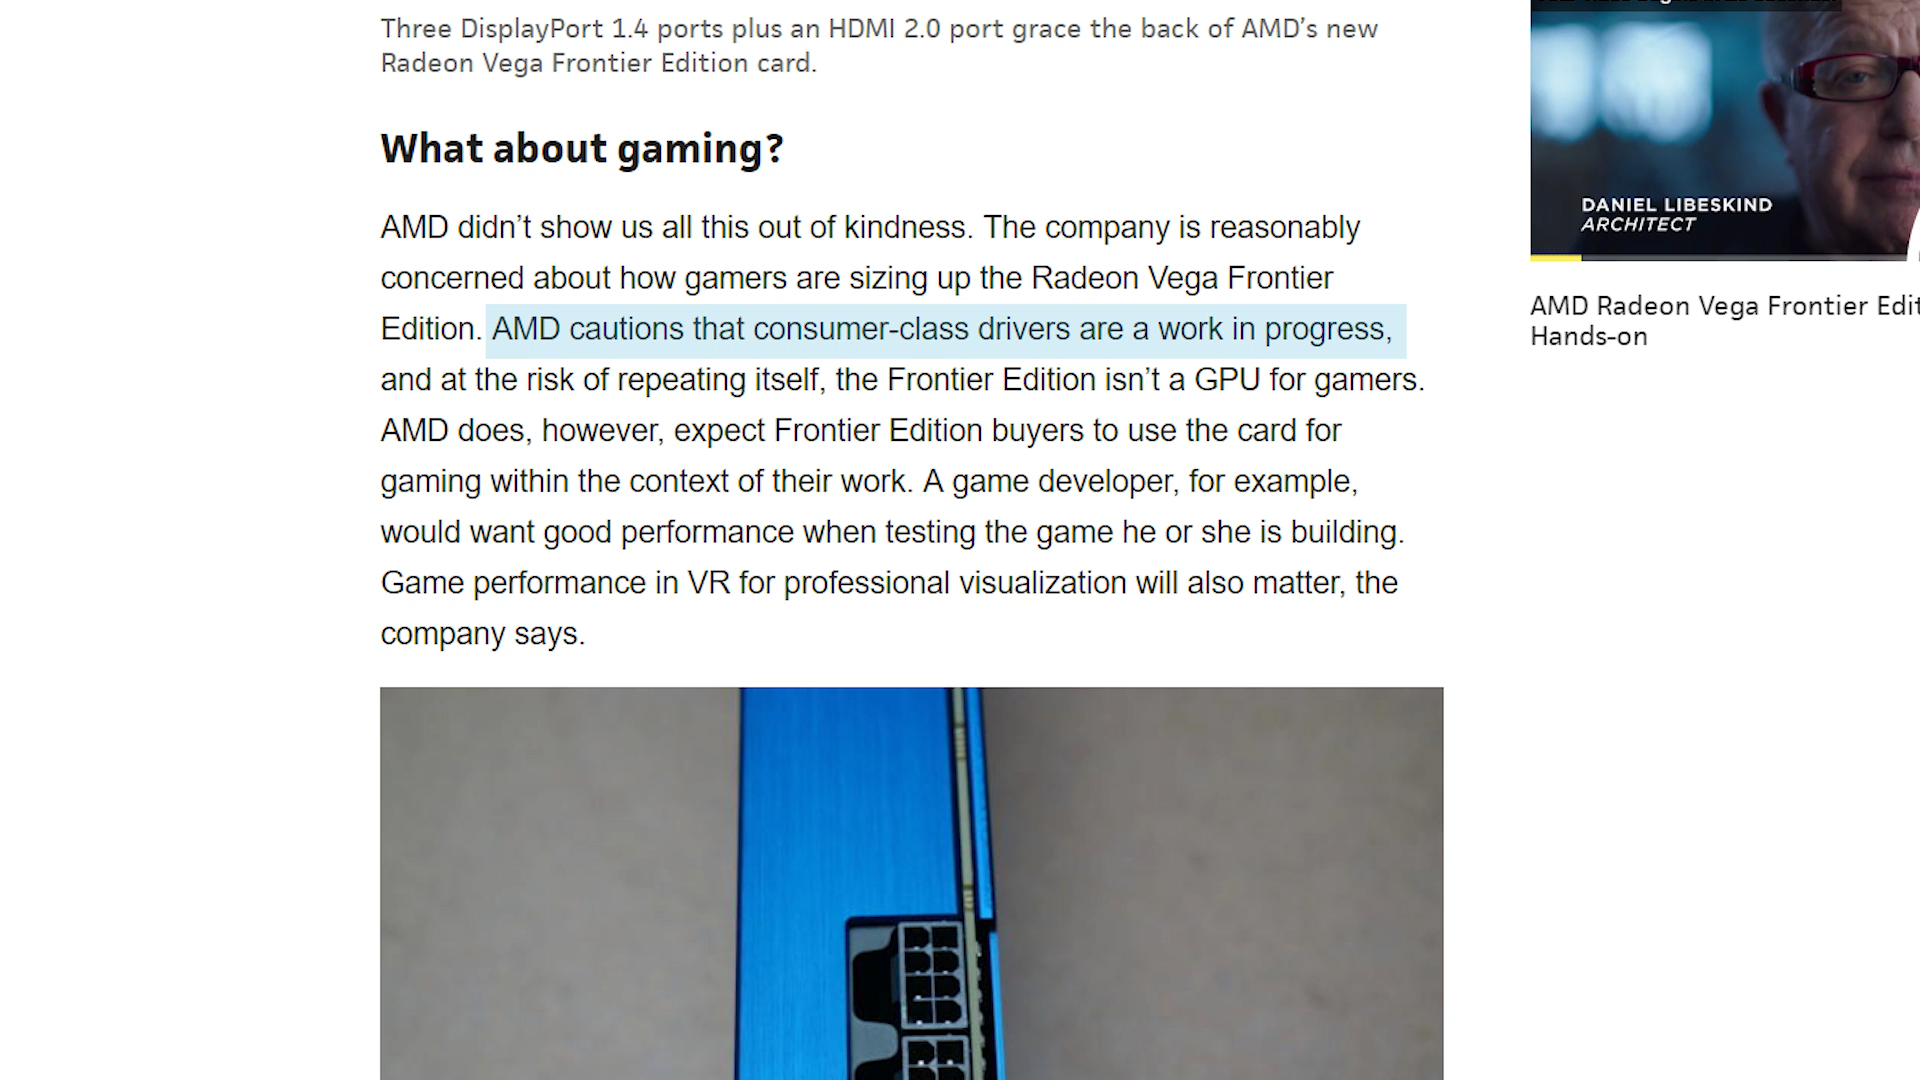 Three DisplayPort 1.4 ports plus an HDMI 2.0 port grace the back of AMD’s new
Radeon Vega Frontier Edition card.
What about gaming?
AMD didn’t show us all this out of kindness. The company is reasonably
concerned about how gamers are sizing up the Radeon Vega Frontier
Edition. AMD cautions that consumer-class drivers are a work in progress,
and at the risk of repeating itself, the Frontier Edition isn’t a GPU for gamers.
AMD does, however, expect Frontier Edition buyers to use the card for
gaming within the context of their work. A game developer, for example,
would want good performance when testing the game he or she is building.
Game performance in VR for professional visualization will also matter, the
company says.
DANIEL LIBESKIND
ARCHITECT
AMD Radeon Vega Frontier Edit
Hands-on